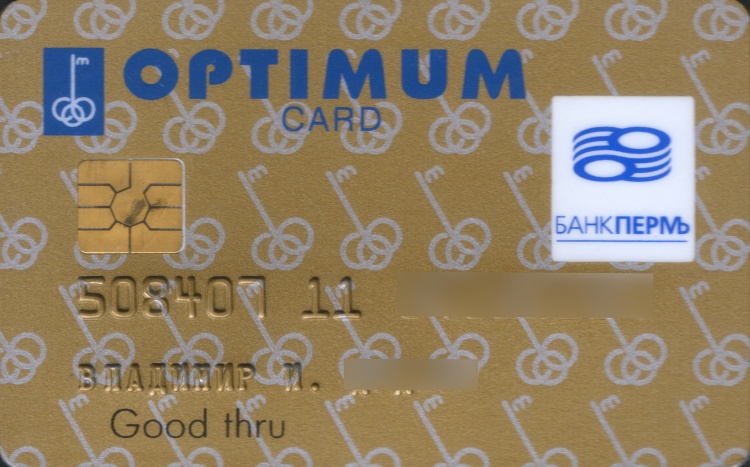 OPTIMUM
CARD
БАНКПЕРМЬ
508407 11
ВЛАДИМИР И.
Good thru